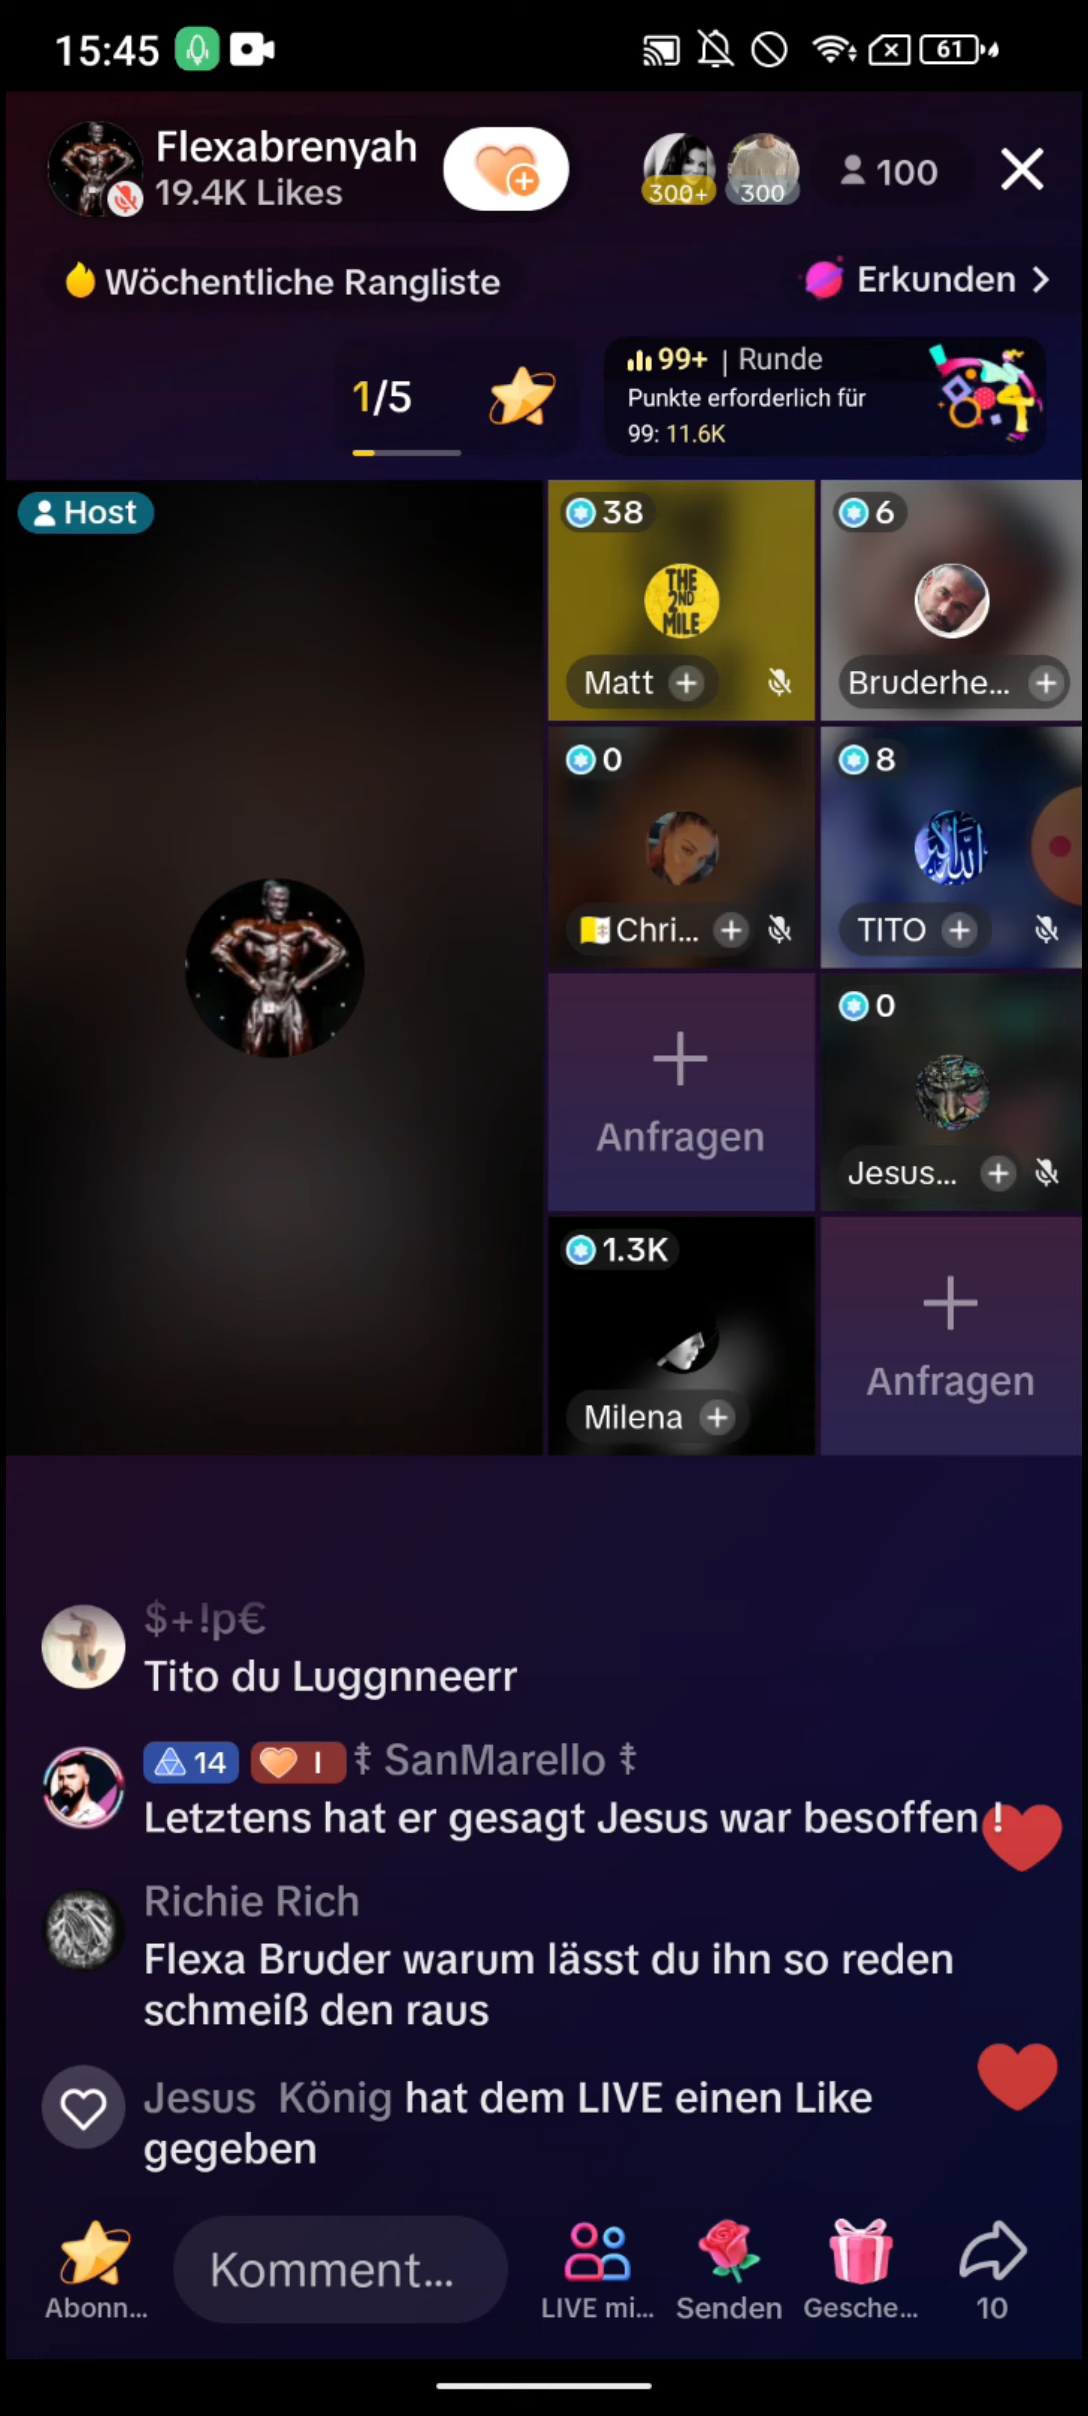 15:45
61
Flexabrenyah
19.4K Likes
300+
300
100
Wöchentliche Rangliste
Erkunden >
1/5
99+ | Runde
Punkte erforderlich für
99: 11.6K
Host
38
THE
2ND
MILE
Matt +
6
Bruderhe... +
0
Chri... +
8
TITO +
Anfragen
0
Jesus... +
1.3K
Milena +
Anfragen
$+!p€
Tito du Luggnneerr
14 I ‡ SanMarello ‡
Letztens hat er gesagt Jesus war besoffen !
Richie Rich
Flexa Bruder warum lässt du ihn so reden
schmeiß den raus
Jesus König hat dem LIVE einen Like
gegeben
Komment...
Abonn...
LIVE mi...
Senden
Gesche...
10